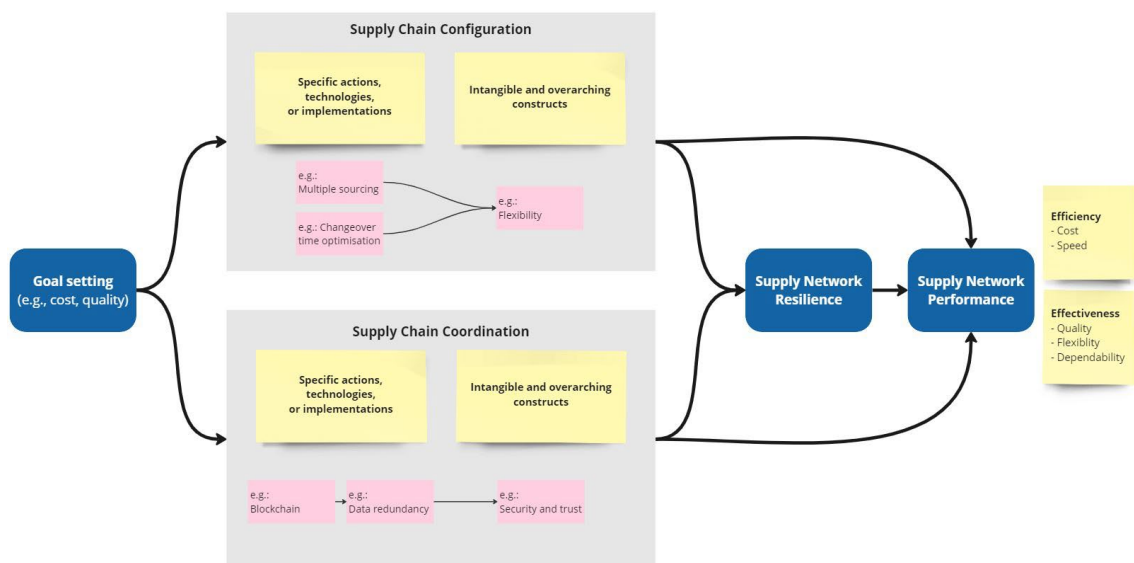 Supply Chain Configuration
Specific actions,
technologies,
or implementations
Intangible and overarching
constructs
e.g.:
Multiple sourcing
e.g.: Changeover
time optimisation
e.g.:
Flexibility
Goal setting
(e.g., cost, quality)
Supply Chain Coordination
Specific actions,
technologies,
or implementations
Intangible and overarching
constructs
e.g.:
Blockchain
e.g.:
Data redundancy
e.g.:
Security and trust
Supply Network
Resilience
Supply Network
Performance
Efficiency
- Cost
- Speed
Effectiveness
- Quality
- Flexiblity
- Dependability